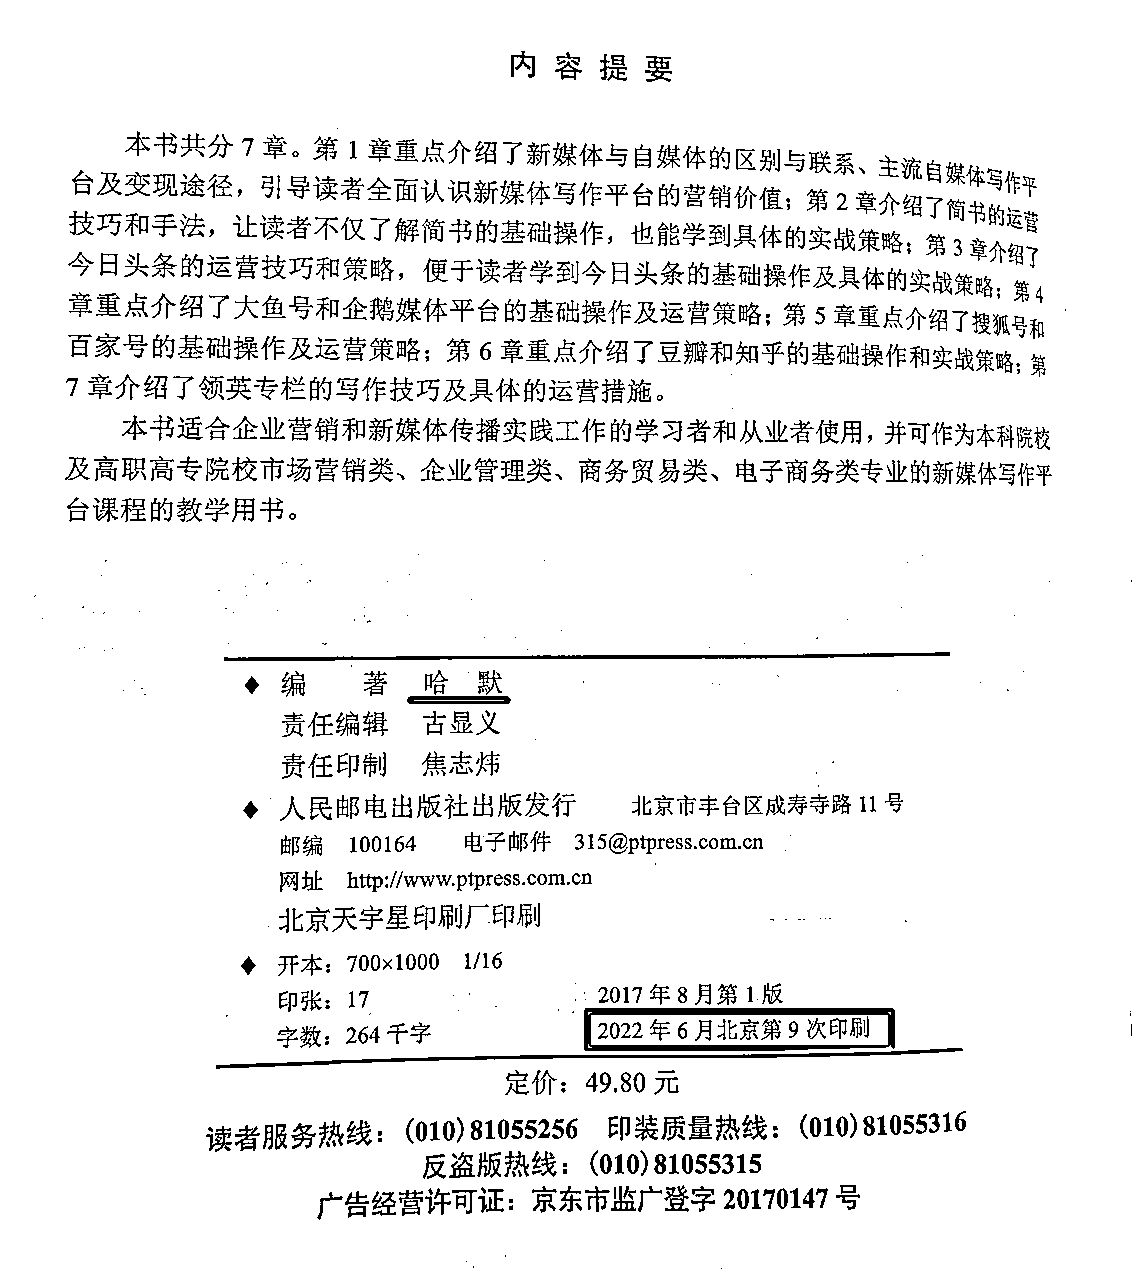 内容提要
本书共分 7 章。第 1 章重点介绍了新媒体与自媒体的区别与联系、主流自媒体写作平
台及变现途径，引导读者全面认识新媒体写作平台的营销价值；第 2 章介绍了简书的运营
技巧和手法，让读者不仅了解简书的基础操作，也能学到具体的实战策略；第 3 章介绍了
今日头条的运营技巧和策略，便于读者学到今日头条的基础操作及具体的实战策略；第 4
章重点介绍了大鱼号和企鹅媒体平台的基础操作及运营策略；第 5 章重点介绍了搜狐号和
百家号的基础操作及运营策略；第 6 章重点介绍了豆瓣和知乎的基础操作和实战策略；第
7 章介绍了领英专栏的写作技巧及具体的运营措施。
本书适合企业营销和新媒体传播实践工作的学习者和从业者使用，并可作为本科院校
及高职高专院校市场营销类、企业管理类、商务贸易类、电子商务类专业的新媒体写作平
台课程的教学用书。
◆ 编 著 哈 默
责任编辑 古显义
责任印制 焦志炜
◆ 人民邮电出版社出版发行 北京市丰台区成寿寺路 11 号
邮编 100164 电子邮件 315@ptpress.com.cn
网址 http://www.ptpress.com.cn
北京天宇星印刷厂印刷
◆ 开本：700×1000 1/16
印张：17 2017 年 8 月第 1 版
字数：264 千字 2022 年 6 月北京第 9 次印刷
定价：49.80 元
读者服务热线：(010)81055256 印装质量热线：(010)81055316
反盗版热线：(010)81055315
广告经营许可证：京东市监广登字 20170147 号